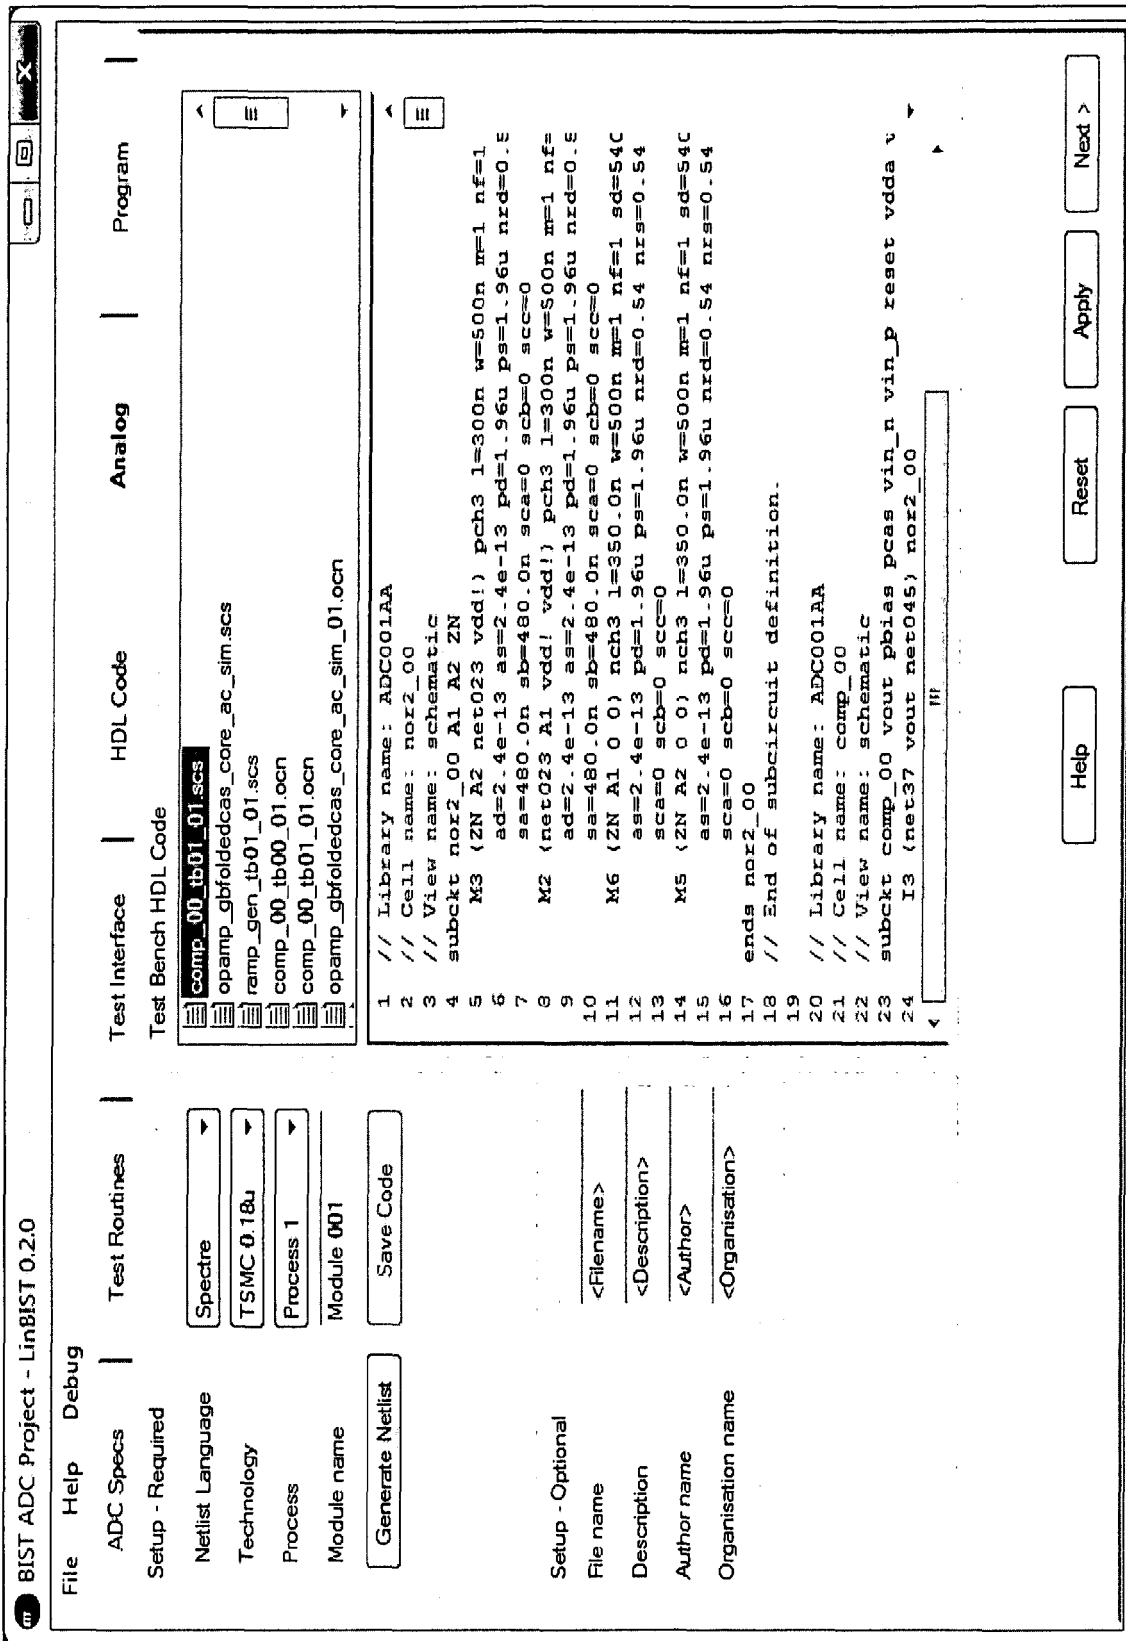 BIST ADC Project - LinBIST 0.2.0
File Help Debug
ADC Specs Test Routines Test Interface HDL Code Analog Program
Setup - Required
Netlist Language Spectre
Technology TSMC 0.18u
Process Process 1
Module name Module 001
Generate Netlist Save Code
Setup - Optional
File name <Filename>
Description <Description>
Author name <Author>
Organisation name <Organisation>
Test Bench HDL Code
comp_00_tb01_01.scs
opamp_gbfoldedcas_core_ac_sim.scs
ramp_gen_tb01_01.scs
comp_00_tb00_01.ocn
comp_00_tb01_01.ocn
opamp_gbfoldedcas_core_ac_sim_01.ocn
1 // Library name: ADC001AA
2 // Cell name: nor2_00
3 // View name: schematic
4 subckt nor2_00 A1 A2 ZN
5 M3 (ZN A2 net023 vdd!) pch3 l=300n w=500n m=1 nf=1
6 ad=2.4e-13 as=2.4e-13 pd=1.96u ps=1.96u nrd=0.5
7 sa=480.0n sb=480.0n sca=0 scb=0 scc=0
8 M2 (net023 A1 vdd! vdd!) pch3 l=300n w=500n m=1 nf=
9 ad=2.4e-13 as=2.4e-13 pd=1.96u ps=1.96u nrd=0.5
10 sa=480.0n sb=480.0n sca=0 scb=0 scc=0
11 M6 (ZN A1 0 0) nch3 l=350.0n w=500n m=1 nf=1 sd=540
12 as=2.4e-13 pd=1.96u ps=1.96u nrd=0.54 nrs=0.54
13 sca=0 scb=0 scc=0
14 M5 (ZN A2 0 0) nch3 l=350.0n w=500n m=1 nf=1 sd=540
15 as=2.4e-13 pd=1.96u ps=1.96u nrd=0.54 nrs=0.54
16 sca=0 scb=0 scc=0
17 ends nor2_00
18 // End of subcircuit definition.
19
20 // Library name: ADC001AA
21 // Cell name: comp_00
22 // View name: schematic
23 subckt comp_00 vout pbias pcas vin_n vin_p reset vdda
24 I3 (net37 vout net045) nor2_00
Help Reset Apply Next >